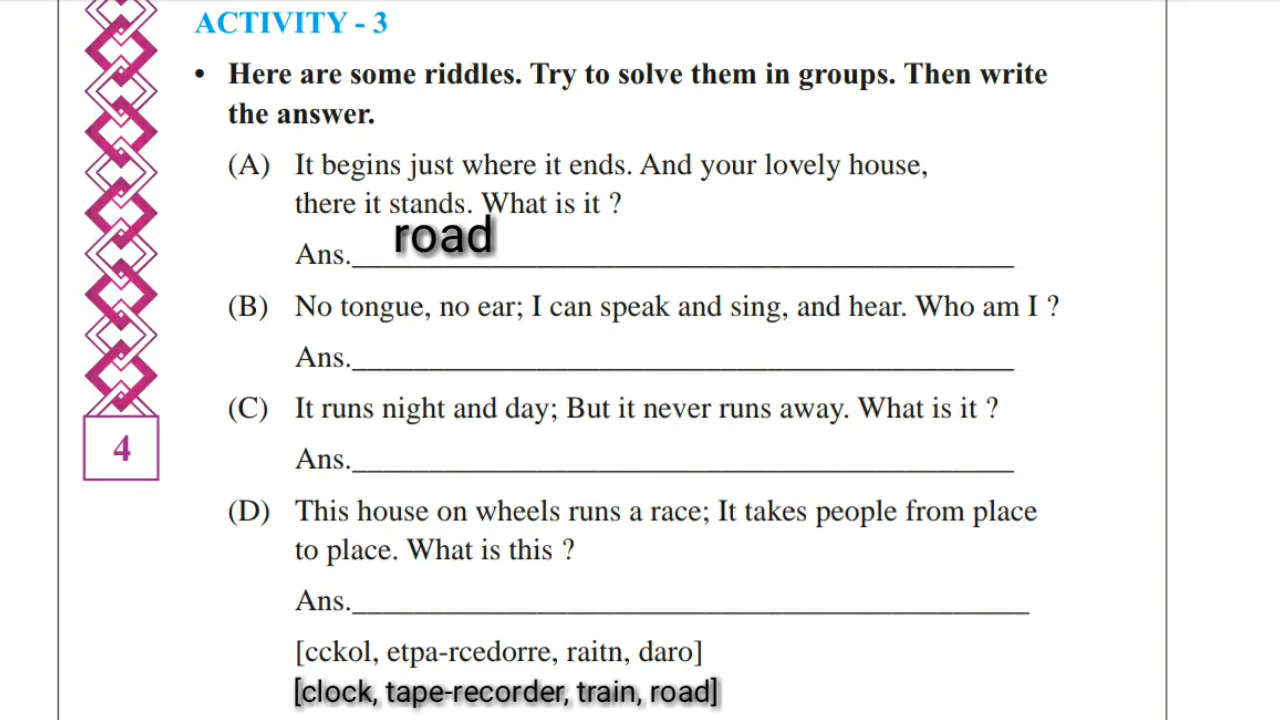 ACTIVITY - 3
• Here are some riddles. Try to solve them in groups. Then write
the answer.
(A) It begins just where it ends. And your lovely house,
there it stands. What is it ?
road
Ans.______________________________
(B) No tongue, no ear; I can speak and sing, and hear. Who am I ?
Ans.______________________________
(C) It runs night and day; But it never runs away. What is it ?
Ans.______________________________
4
(D) This house on wheels runs a race; It takes people from place
to place. What is this ?
Ans.______________________________
[cckol, etpa-rcedorre, raitn, daro]
[clock, tape-recorder, train, road]